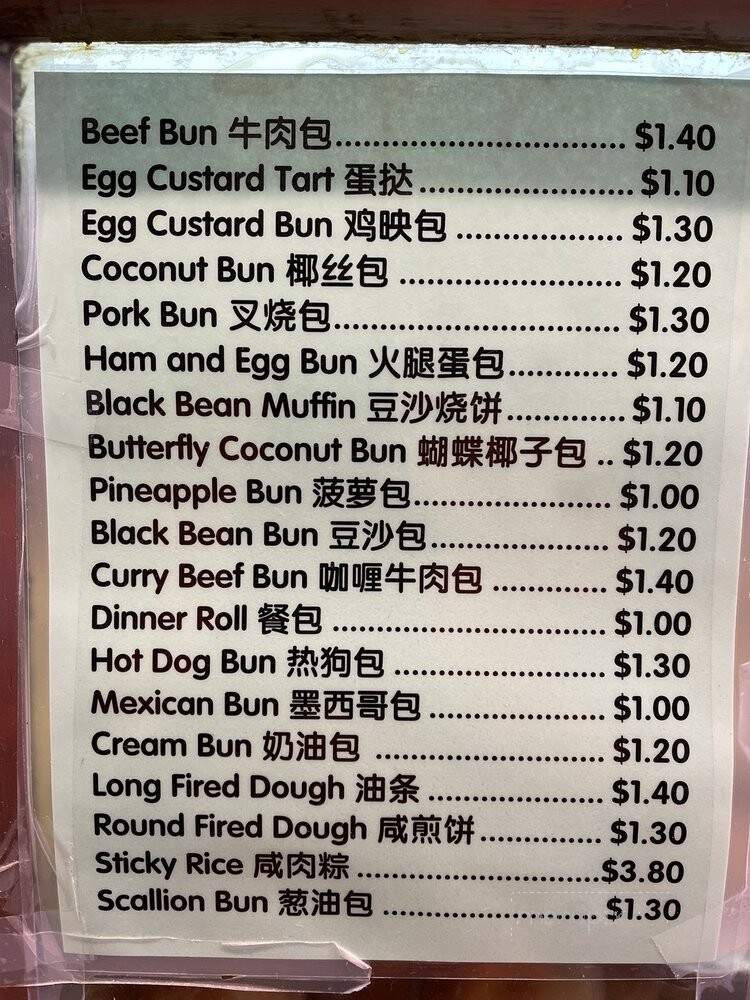 Beef Bun 牛肉包............................... $1.40
Egg Custard Tart 蛋挞....................... $1.10
Egg Custard Bun 鸡映包 .................. $1.30
Coconut Bun 椰丝包 ........................ $1.20
Pork Bun 叉烧包............................... $1.30
Ham and Egg Bun 火腿蛋包............ $1.20
Black Bean Muffin 豆沙烧饼............. $1.10
Butterfly Coconut Bun 蝴蝶椰子包 .. $1.20
Pineapple Bun 菠萝包..................... $1.00
Black Bean Bun 豆沙包................... $1.20
Curry Beef Bun 咖喱牛肉包 ............ $1.40
Dinner Roll 餐包 ............................. $1.00
Hot Dog Bun 热狗包 ....................... $1.30
Mexican Bun 墨西哥包 ................... $1.00
Cream Bun 奶油包 ......................... $1.20
Long Fired Dough 油条 ................... $1.40
Round Fired Dough 咸煎饼............. $1.30
Sticky Rice 咸肉粽 ..........................$3.80
Scallion Bun 葱油包 ....................... $1.30